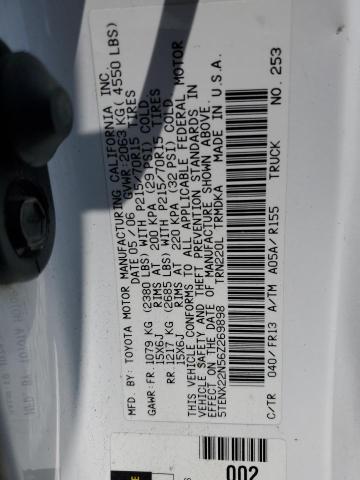 MFD. BY: TOYOTA MOTOR MANUFACTURING CALIFORNIA INC.
DATE 05 / 06 GVWR:2063 KG( 4550 LBS)
GAWR:FR. 1079 KG (2380 LBS) WITH P215/70R15 TIRES
15X6J RIMS AT 200 KPA (29 PSI) COLD
RR. 1217 KG (2685 LBS) WITH P215/70R15 TIRES
15X6J RIMS AT 220 KPA (32 PSI) COLD
THIS VEHICLE CONFORMS TO ALL APPLICABLE FEDERAL MOTOR
VEHICLE SAFETY AND THEFT PREVENTION STANDARDS IN
EFFECT ON THE DATE OF MANUFACTURE SHOWN ABOVE.
5TENX22N56Z269898 TRN220L TRMDKA MADE IN U.S.A.
C/TR 040/FR13 A/TM A05A/R155 TRUCK NO. 253
002